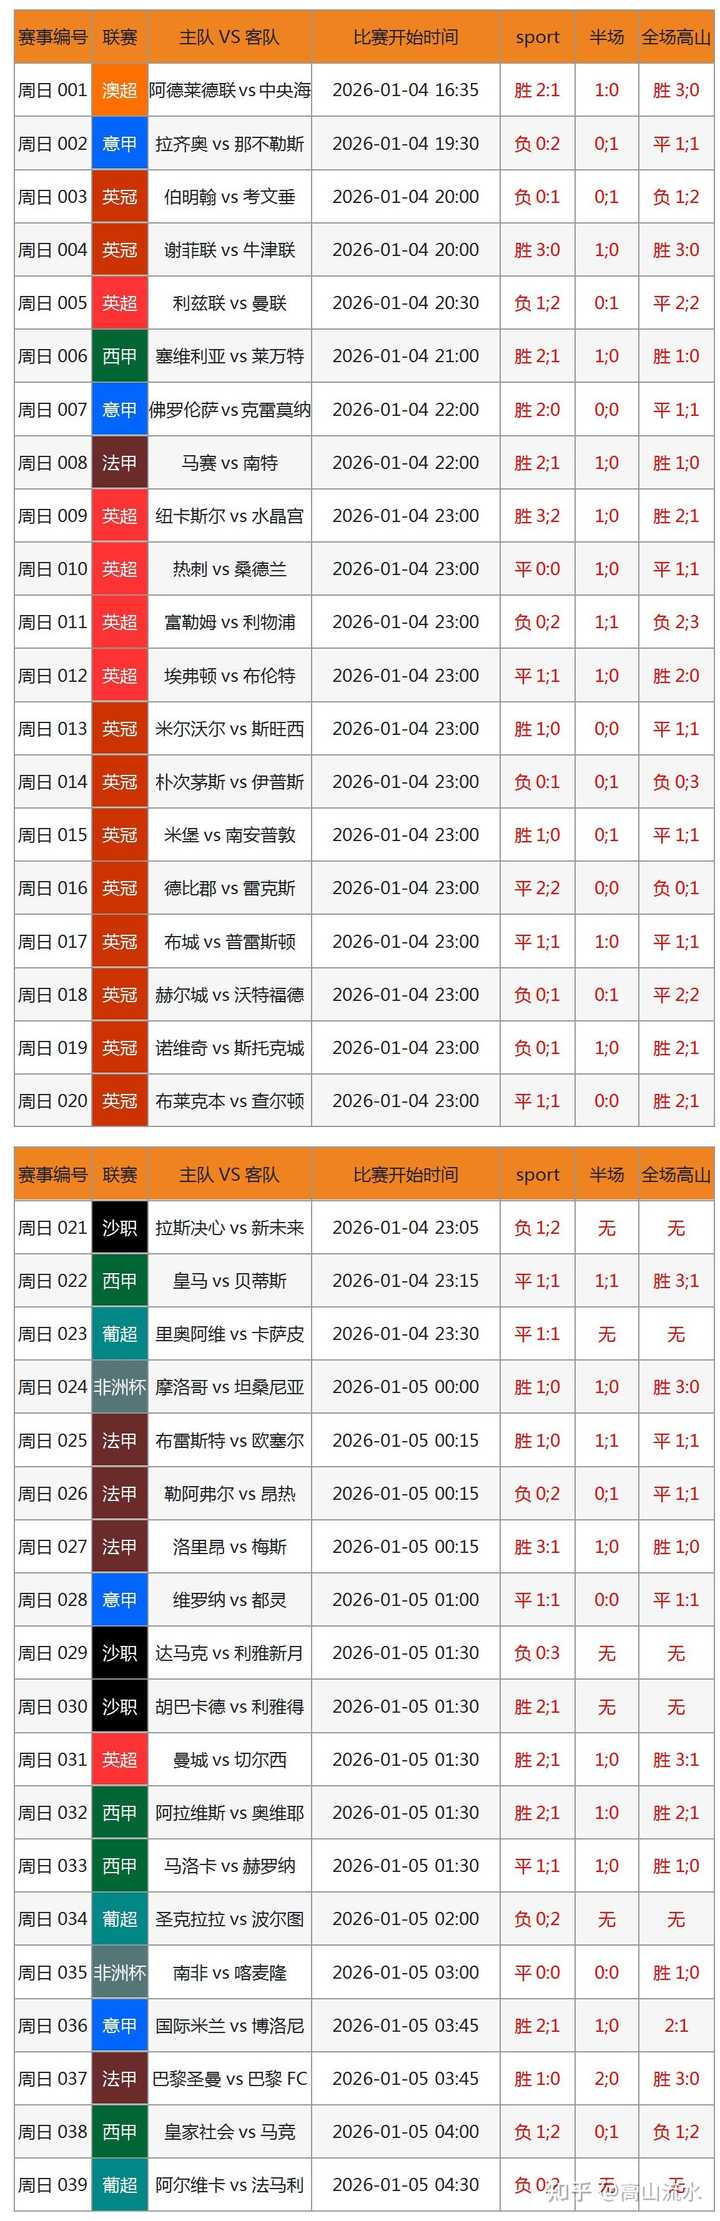 赛事编号 联赛 主队 VS 客队 比赛开始时间 sport 半场 全场高山
周日 001 澳超 阿德莱德联 vs 中央海 2026-01-04 16:35 胜 2:1 1:0 胜 3;0
周日 002 意甲 拉齐奥 vs 那不勒斯 2026-01-04 19:30 负 0:2 0;1 平 1;1
周日 003 英冠 伯明翰 vs 考文垂 2026-01-04 20:00 负 0:1 0;1 负 1;2
周日 004 英冠 谢菲联 vs 牛津联 2026-01-04 20:00 胜 3:0 1;0 胜 3:0
周日 005 英超 利兹联 vs 曼联 2026-01-04 20:30 负 1;2 0:1 平 2;2
周日 006 西甲 塞维利亚 vs 莱万特 2026-01-04 21:00 胜 2;1 1;0 胜 1:0
周日 007 意甲 佛罗伦萨 vs 克雷莫纳 2026-01-04 22:00 胜 2:0 0;0 平 1;1
周日 008 法甲 马赛 vs 南特 2026-01-04 22:00 胜 2;1 1;0 胜 1;0
周日 009 英超 纽卡斯尔 vs 水晶宫 2026-01-04 23:00 胜 3;2 1;0 胜 2;1
周日 010 英超 热刺 vs 桑德兰 2026-01-04 23:00 平 0:0 1;0 平 1;1
周日 011 英超 富勒姆 vs 利物浦 2026-01-04 23:00 负 0;2 1;1 负 2;3
周日 012 英超 埃弗顿 vs 布伦特 2026-01-04 23:00 平 1;1 1;0 胜 2:0
周日 013 英冠 米尔沃尔 vs 斯旺西 2026-01-04 23:00 胜 1;0 0;0 平 1;1
周日 014 英冠 朴次茅斯 vs 伊普斯 2026-01-04 23:00 负 0:1 0;1 负 0;3
周日 015 英冠 米堡 vs 南安普敦 2026-01-04 23:00 胜 1;0 0;1 平 1;1
周日 016 英冠 德比郡 vs 雷克斯 2026-01-04 23:00 平 2;2 0;0 负 0;1
周日 017 英冠 布城 vs 普雷斯顿 2026-01-04 23:00 平 1;1 1:0 平 1;1
周日 018 英冠 赫尔城 vs 沃特福德 2026-01-04 23:00 负 0;1 0:1 平 2;2
周日 019 英冠 诺维奇 vs 斯托克城 2026-01-04 23:00 负 0;1 1;0 胜 2;1
周日 020 英冠 布莱克本 vs 查尔顿 2026-01-04 23:00 平 1;1 0:0 胜 2;1
赛事编号 联赛 主队 VS 客队 比赛开始时间 sport 半场 全场高山
周日 021 沙职 拉斯决心 vs 新未来 2026-01-04 23:05 负 1;2 无 无
周日 022 西甲 皇马 vs 贝蒂斯 2026-01-04 23:15 平 1;1 1;1 胜 3;1
周日 023 葡超 里奥阿维 vs 卡萨皮 2026-01-04 23:30 平 1:1 无 无
周日 024 非洲杯 摩洛哥 vs 坦桑尼亚 2026-01-05 00:00 胜 1;0 1;0 胜 3:0
周日 025 法甲 布雷斯特 vs 欧塞尔 2026-01-05 00:15 胜 1;0 1;1 平 1;1
周日 026 法甲 勒阿弗尔 vs 昂热 2026-01-05 00:15 负 0;2 0;1 平 1;1
周日 027 法甲 洛里昂 vs 梅斯 2026-01-05 00:15 胜 3:1 1;0 胜 1;0
周日 028 意甲 维罗纳 vs 都灵 2026-01-05 01:00 平 1:1 0:0 平 1:1
周日 029 沙职 达马克 vs 利雅新月 2026-01-05 01:30 负 0:3 无 无
周日 030 沙职 胡巴卡德 vs 利雅得 2026-01-05 01:30 胜 2;1 无 无
周日 031 英超 曼城 vs 切尔西 2026-01-05 01:30 胜 2;1 1;0 胜 3:1
周日 032 西甲 阿拉维斯 vs 奥维耶 2026-01-05 01:30 胜 2;1 1:0 胜 2;1
周日 033 西甲 马洛卡 vs 赫罗纳 2026-01-05 01:30 平 1;1 1;0 胜 1;0
周日 034 葡超 圣克拉拉 vs 波尔图 2026-01-05 02:00 负 0;2 无 无
周日 035 非洲杯 南非 vs 喀麦隆 2026-01-05 03:00 平 0:0 0:0 胜 1;0
周日 036 意甲 国际米兰 vs 博洛尼 2026-01-05 03:45 胜 2;1 1;0 2:1
周日 037 法甲 巴黎圣曼 vs 巴黎 FC 2026-01-05 03:45 胜 1:0 2;0 胜 3:0
周日 038 西甲 皇家社会 vs 马竞 2026-01-05 04:00 负 1;2 0;1 负 1;2
周日 039 葡超 阿尔维卡 vs 法马利 2026-01-05 04:30 负 0:2 无 无
知乎 @高山流水